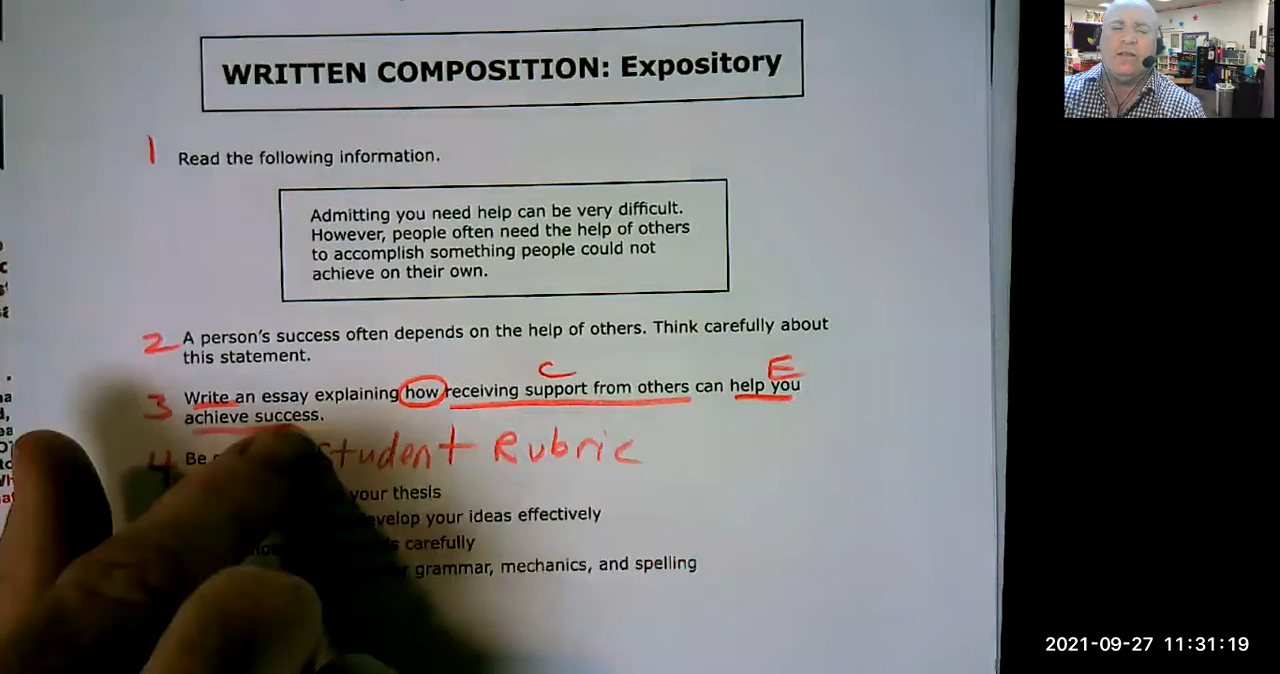 WRITTEN COMPOSITION: Expository
1 Read the following information.
Admitting you need help can be very difficult.
However, people often need the help of others
to accomplish something people could not
achieve on their own.
2 A person's success often depends on the help of others. Think carefully about
this statement.
C E
3 Write an essay explaining how receiving support from others can help you
achieve success.
4 Be Student Rubric
your thesis
develop your ideas effectively
carefully
grammar, mechanics, and spelling
2021-09-27 11:31:19